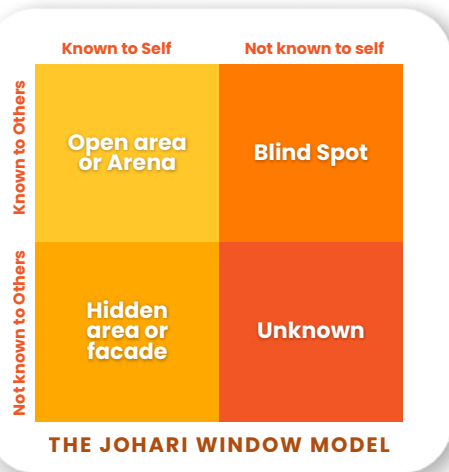 Known to Self
Not known to self
Known to Others
Open area
or Arena
Blind Spot
Not known to Others
Hidden
area or
facade
Unknown
THE JOHARI WINDOW MODEL